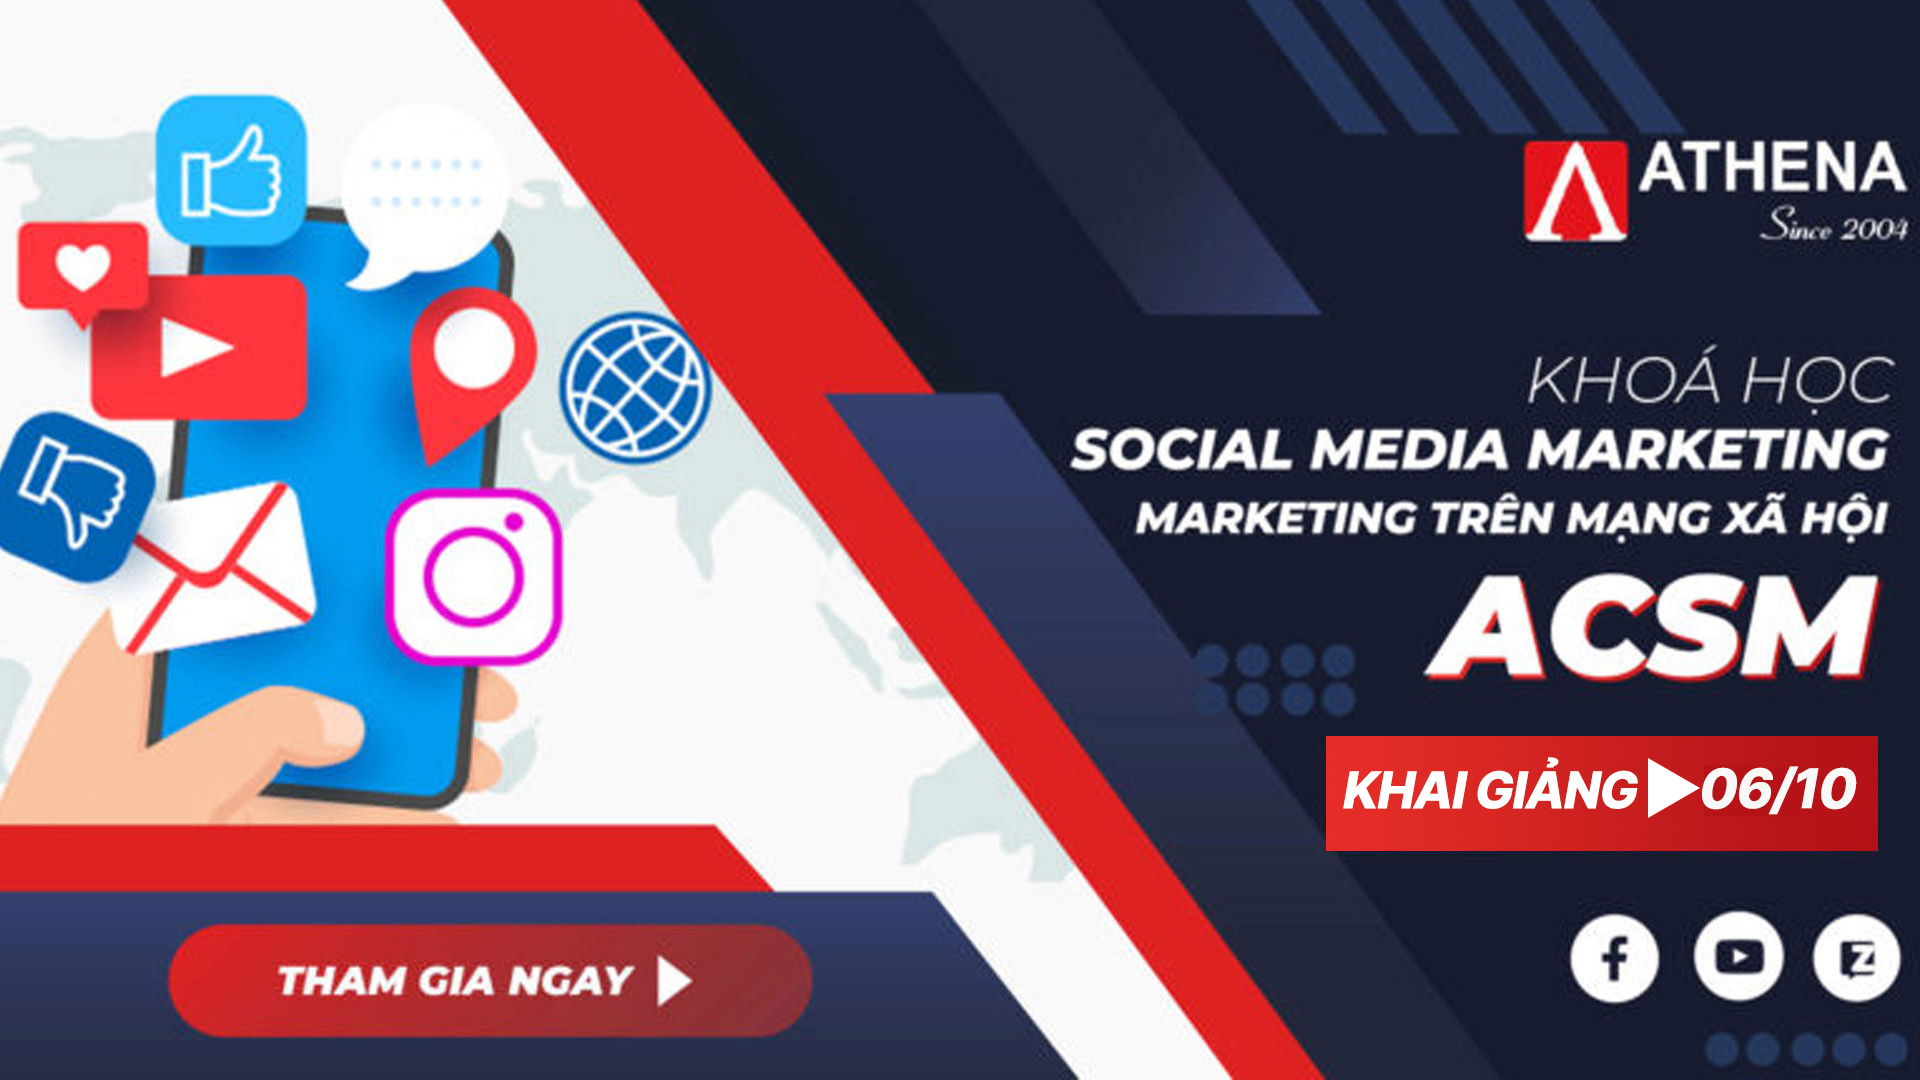 ATHENA
Since 2004
KHOÁ HỌC
SOCIAL MEDIA MARKETING
MARKETING TRÊN MẠNG XÃ HỘI
ACSM
KHAI GIẢNG 06/10
THAM GIA NGAY